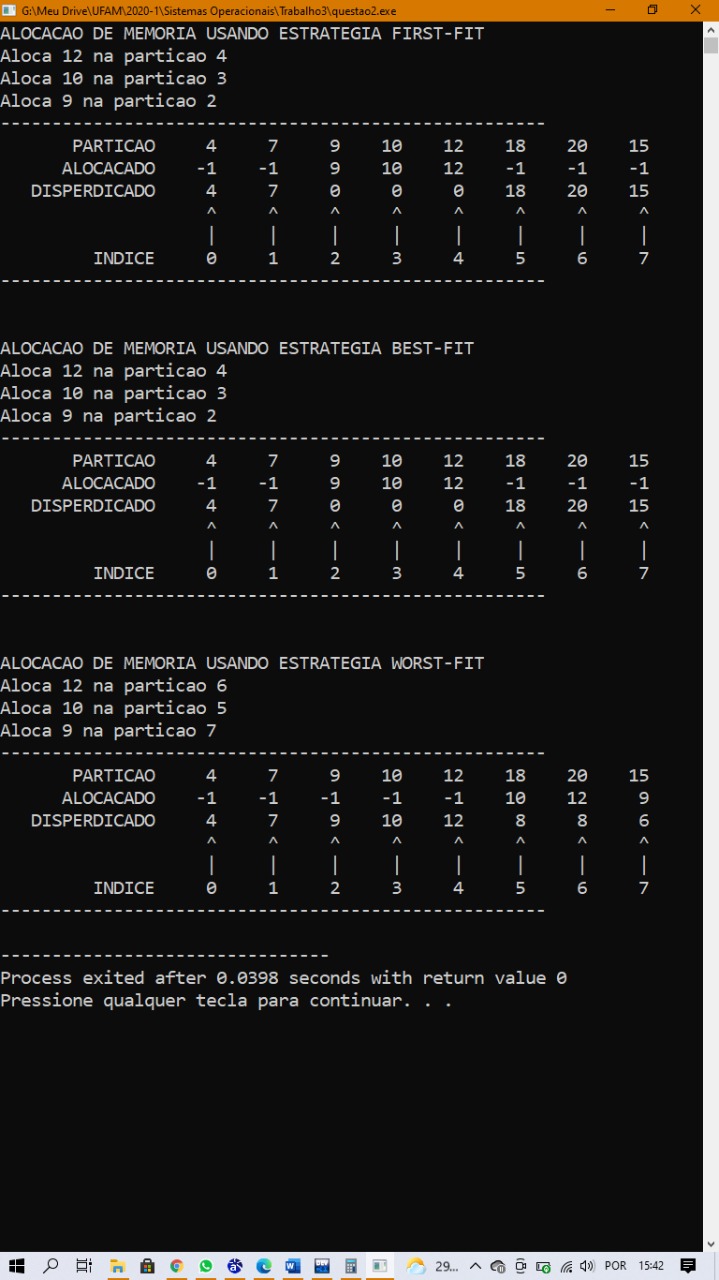 G:\Meu Drive\UFAM\2020-1\Sistemas Operacionais\Trabalho3\questao2.exe
ALOCACAO DE MEMORIA USANDO ESTRATEGIA FIRST-FIT
Aloca 12 na particao 4
Aloca 10 na particao 3
Aloca 9 na particao 2
-----------------------------------------------------
PARTICAO 4 7 9 10 12 18 20 15
ALOCACADO -1 -1 9 10 12 -1 -1 -1
DISPERDICADO 4 7 0 0 0 18 20 15
^ ^ ^ ^ ^ ^ ^ ^
| | | | | | | |
INDICE 0 1 2 3 4 5 6 7
-----------------------------------------------------
ALOCACAO DE MEMORIA USANDO ESTRATEGIA BEST-FIT
Aloca 12 na particao 4
Aloca 10 na particao 3
Aloca 9 na particao 2
-----------------------------------------------------
PARTICAO 4 7 9 10 12 18 20 15
ALOCACADO -1 -1 9 10 12 -1 -1 -1
DISPERDICADO 4 7 0 0 0 18 20 15
^ ^ ^ ^ ^ ^ ^ ^
| | | | | | | |
INDICE 0 1 2 3 4 5 6 7
-----------------------------------------------------
ALOCACAO DE MEMORIA USANDO ESTRATEGIA WORST-FIT
Aloca 12 na particao 6
Aloca 10 na particao 5
Aloca 9 na particao 7
-----------------------------------------------------
PARTICAO 4 7 9 10 12 18 20 15
ALOCACADO -1 -1 -1 -1 -1 10 12 9
DISPERDICADO 4 7 9 10 12 8 8 6
^ ^ ^ ^ ^ ^ ^ ^
| | | | | | | |
INDICE 0 1 2 3 4 5 6 7
-----------------------------------------------------
--------------------------------
Process exited after 0.0398 seconds with return value 0
Pressione qualquer tecla para continuar. . .
29... POR 15:42